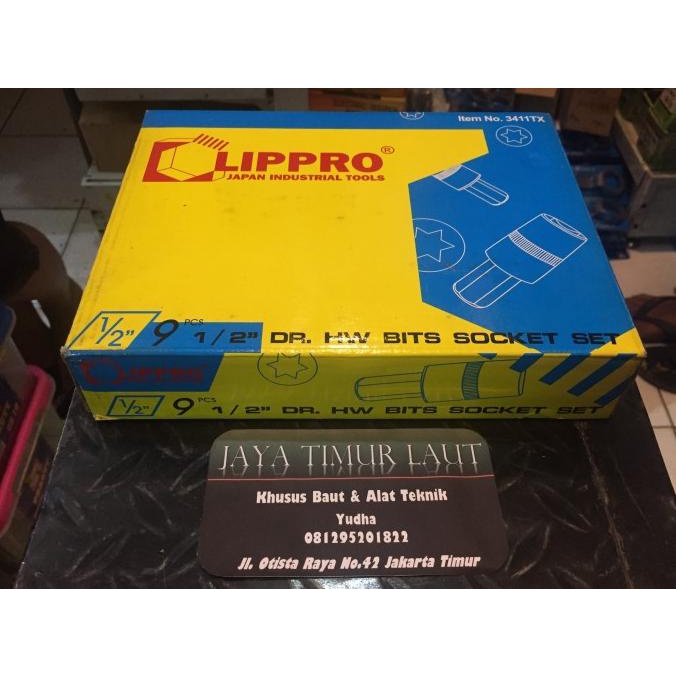 Item No. 3411TX
LIPPRO®
JAPAN INDUSTRIAL TOOLS
1/2" 9 PCS 1/2" DR. HW BITS SOCKET SET
LIPPRO
1/2" 9 PCS 1/2" DR. HW BITS SOCKET SET
JAYA TIMUR LAUT
Khusus Baut & Alat Teknik
Yudha
081295201822
Jl. Otista Raya No.42 Jakarta Timur